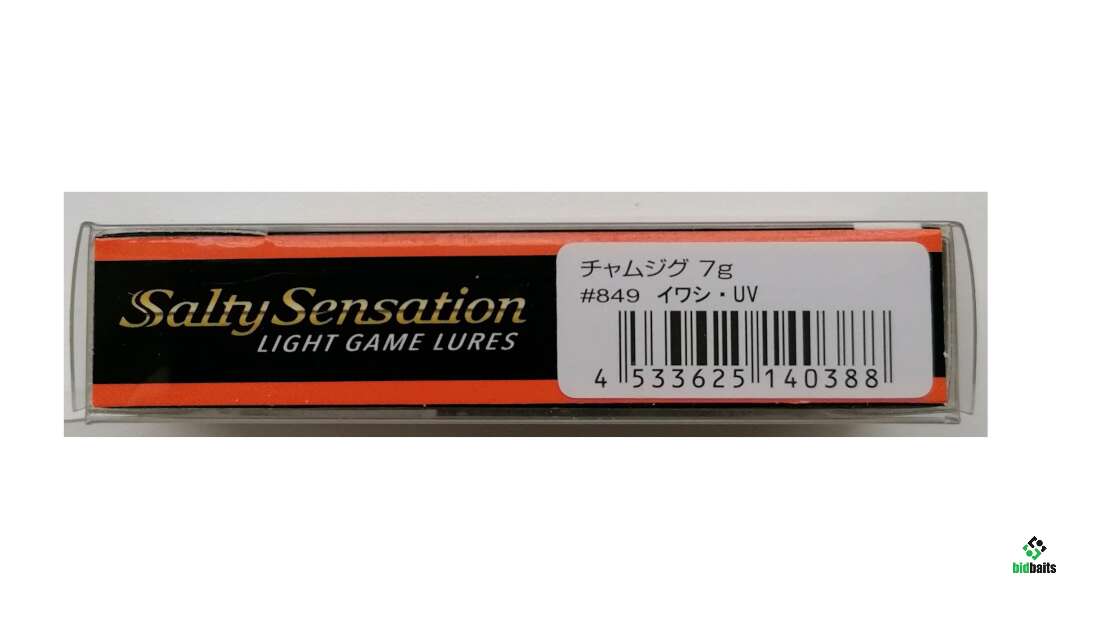 Salty Sensation
LIGHT GAME LURES
チャムジグ 7g
#849 イワシ・UV
4 533625 140388
bidbaits